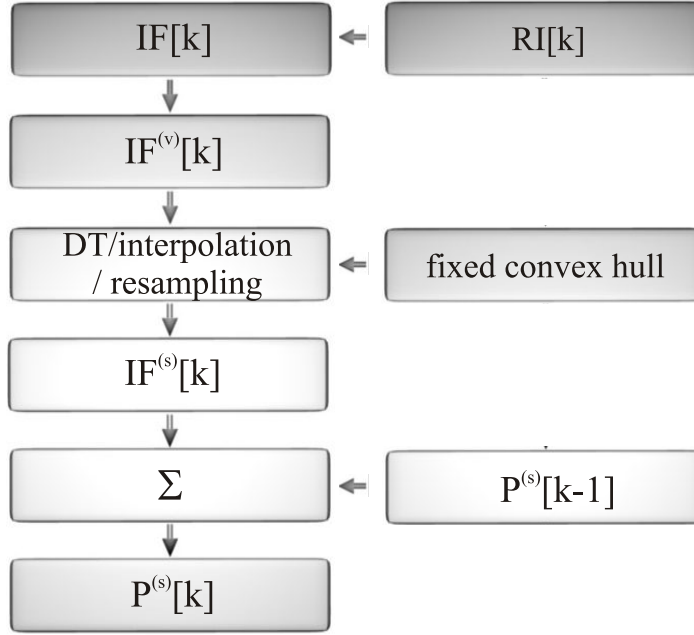 IF[k]
RI[k]
IF⁽ᵛ⁾[k]
DT/interpolation
/ resampling
fixed convex hull
IF⁽ˢ⁾[k]
Σ
P⁽ˢ⁾[k-1]
P⁽ˢ⁾[k]